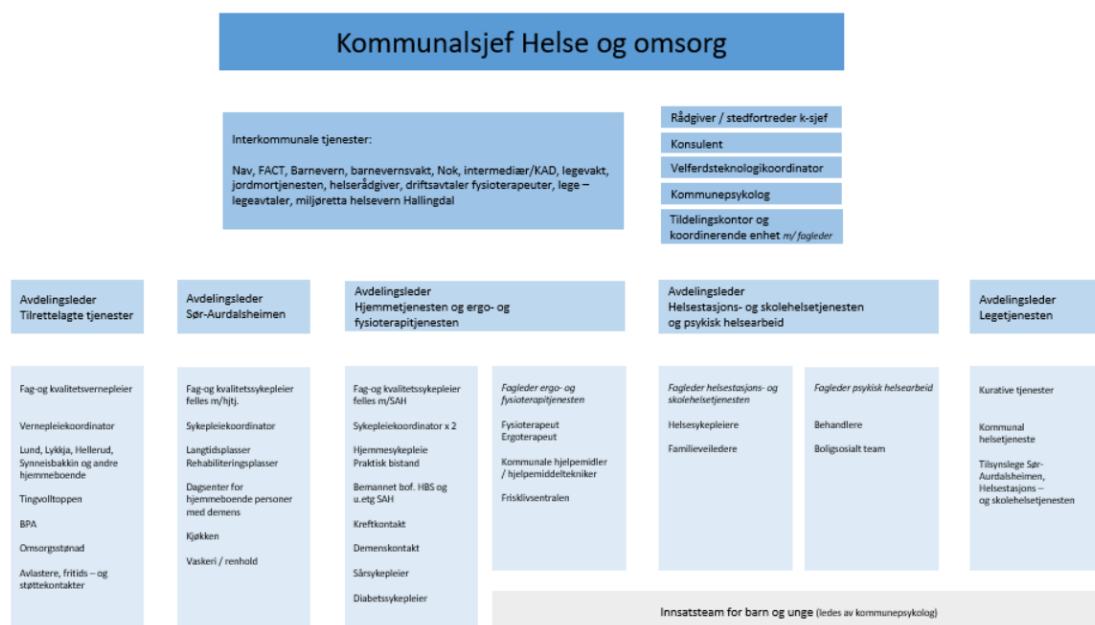 Kommunalsjef Helse og omsorg
Interkommunale tjenester:
Nav, FACT, Barnevern, barnevernsvakt, Nok, intermediær/KAD, legevakt,
jordmortjenesten, helserådgiver, driftsavtaler fysioterapeuter, lege –
legeavtaler, miljøretta helsevern Hallingdal
Rådgiver / stedfortreder k-sjef
Konsulent
Velferdsteknologikoordinator
Kommunepsykolog
Tildelingskontor og
koordinerende enhet m/ fagleder
Avdelingsleder
Tilrettelagte tjenester
Avdelingsleder
Sør-Aurdalsheimen
Avdelingsleder
Hjemmetjenesten og ergo- og
fysioterapitjenesten
Avdelingsleder
Helsestasjons- og skolehelsetjenesten
og psykisk helsearbeid
Avdelingsleder
Legetjenesten
Fag-og kvalitetsvernepleier
Vernepleiekoordinator
Lund, Lykkja, Hellerud,
Synneisbakkin og andre
hjemmeboende
Tingvolltoppen
BPA
Omsorgsstønad
Avlastere, fritids – og
støttekontakter
Fag-og kvalitetssykepleier
felles m/hjtj.
Sykepleiekoordinator
Langtidsplasser
Rehabiliteringsplasser
Dagsenter for
hjemmeboende personer
med demens
Kjøkken
Vaskeri / renhold
Fag-og kvalitetssykepleier
felles m/SAH
Sykepleiekoordinator x 2
Hjemmesykepleie
Praktisk bistand
Bemannet bof. HBS og
u.etg SAH
Kreftkontakt
Demenskontakt
Sårsykepleier
Diabetssykepleier
Fagleder ergo- og
fysioterapitjenesten
Fysioterapeut
Ergoterapeut
Kommunale hjelpemidler
/ hjelpemiddeltekniker
Frisklivsentralen
Fagleder helsestasjons- og
skolehelsetjenesten
Helsesykepleiere
Familieveiledere
Fagleder psykisk helsearbeid
Behandlere
Boligsosialt team
Kurative tjenester
Kommunal
helsetjeneste
Tilsynslege Sør-
Aurdalsheimen,
Helsestasjons –
og skolehelsetjenesten
Innsatsteam for barn og unge (ledes av kommunepsykolog)